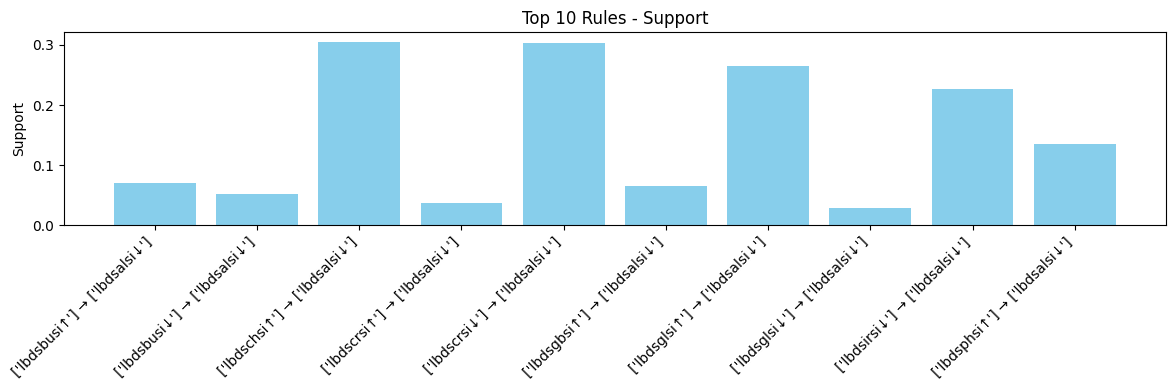 Top 10 Rules - Support
Support
0.3
0.2
0.1
0.0
['lbdsbusi↑'] → ['lbdsalsi↓']
['lbdsbusi↓'] → ['lbdsalsi↓']
['lbdschsi↑'] → ['lbdsalsi↓']
['lbdscrsi↑'] → ['lbdsalsi↓']
['lbdscrsi↓'] → ['lbdsalsi↓']
['lbdsgbsi↑'] → ['lbdsalsi↓']
['lbdsglsi↑'] → ['lbdsalsi↓']
['lbdsglsi↓'] → ['lbdsalsi↓']
['lbdsirsi↓'] → ['lbdsalsi↓']
['lbdsphsi↑'] → ['lbdsalsi↓']